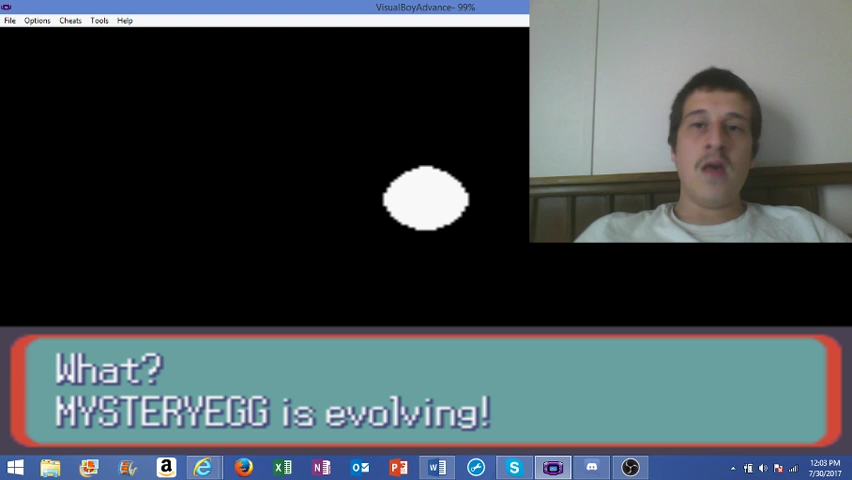 VisualBoyAdvance- 99%
File Options Cheats Tools Help
What?
MYSTERYEGG is evolving!
12:03 PM
7/30/2017